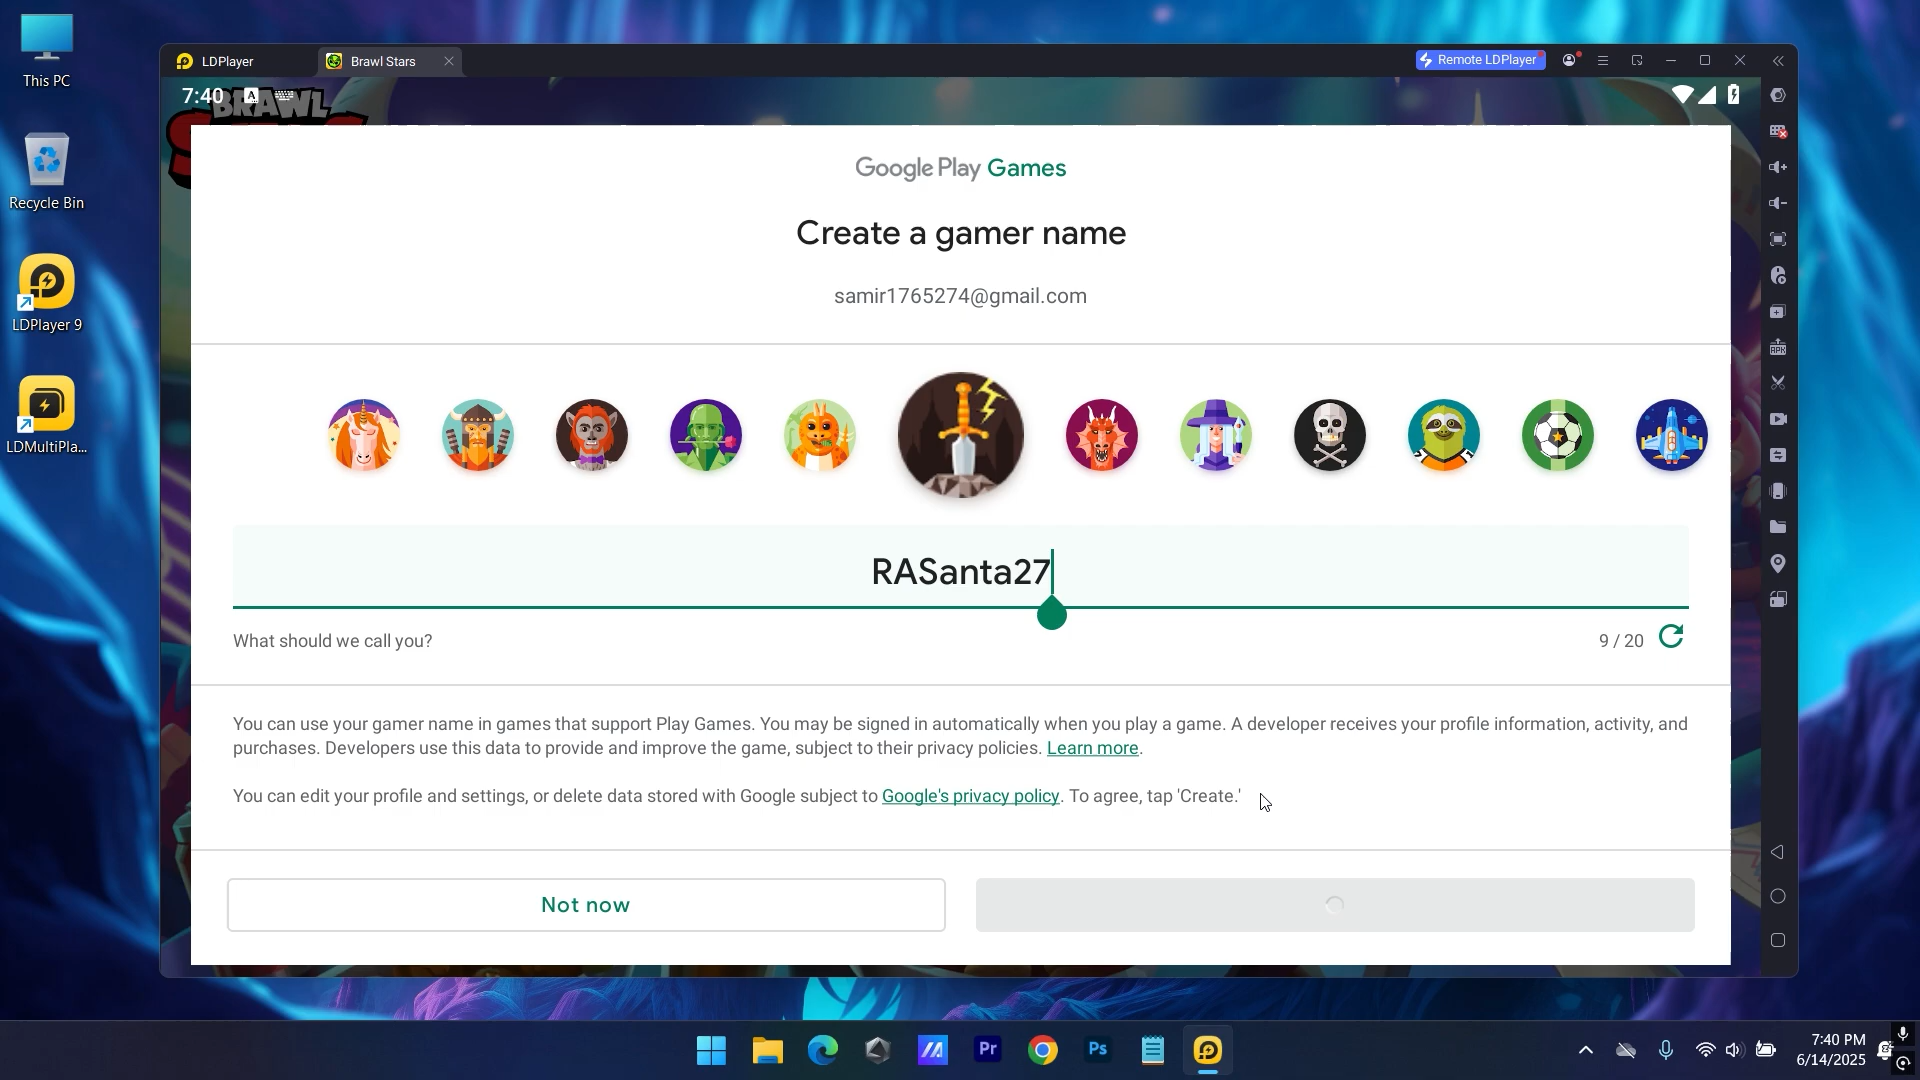 This PC
Recycle Bin
LDPlayer 9
LDMultiPla...
LDPlayer
Brawl Stars
Remote LDPlayer
7:40
A
BRAWL
Google Play Games
Create a gamer name
samir1765274@gmail.com
RASanta27
What should we call you?
9 / 20
You can use your gamer name in games that support Play Games. You may be signed in automatically when you play a game. A developer receives your profile information, activity, and
purchases. Developers use this data to provide and improve the game, subject to their privacy policies. Learn more.
You can edit your profile and settings, or delete data stored with Google subject to Google's privacy policy. To agree, tap 'Create.'
Not now
APK
Pr
Ps
7:40 PM
6/14/2025